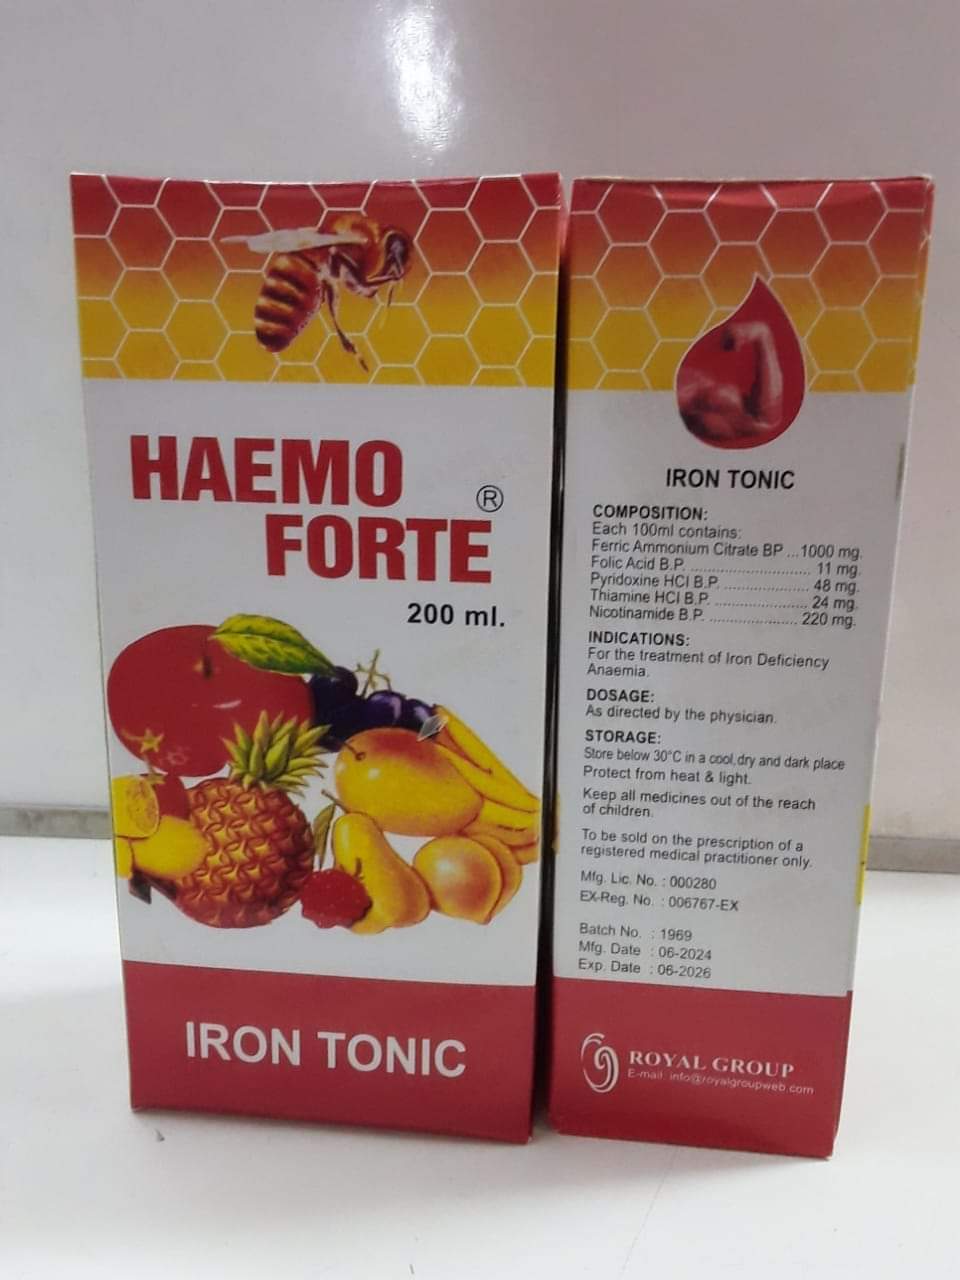 HAEMO
FORTE
®
200 ml.
IRON TONIC
IRON TONIC
COMPOSITION:
Each 100ml contains:
Ferric Ammonium Citrate BP ...1000 mg.
Folic Acid B.P. .............................. 11 mg.
Pyridoxine HCl B.P. ..................... 48 mg.
Thiamine HCl B.P. ....................... 24 mg.
Nicotinamide B.P. ...................... 220 mg.
INDICATIONS:
For the treatment of Iron Deficiency
Anaemia.
DOSAGE:
As directed by the physician.
STORAGE:
Store below 30°C in a cool,dry and dark place
Protect from heat & light.
Keep all medicines out of the reach
of children.
To be sold on the prescription of a
registered medical practitioner only.
Mfg. Lic. No. : 000280
EX-Reg. No. : 006767-EX
Batch No. : 1969
Mfg. Date : 06-2024
Exp. Date : 06-2026
ROYAL GROUP
E-mail: info@royalgroupweb.com